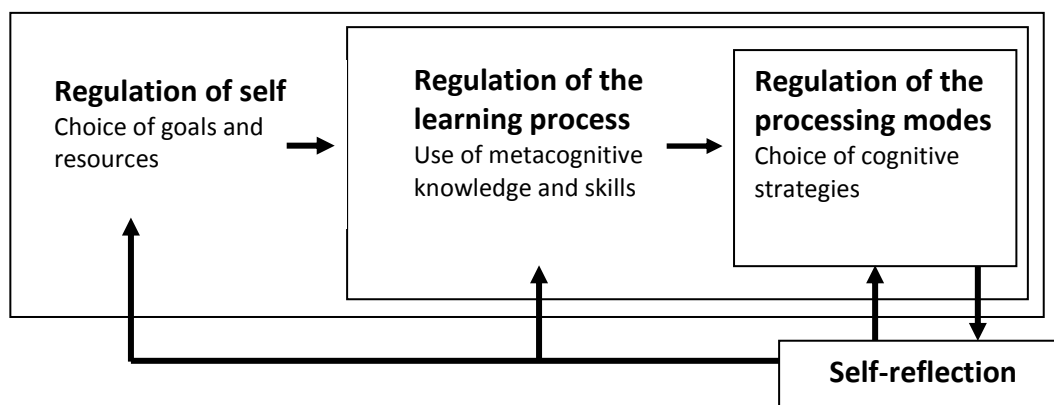 Regulation of self
Choice of goals and
resources
Regulation of the
learning process
Use of metacognitive
knowledge and skills
Regulation of the
processing modes
Choice of cognitive
strategies
Self-reflection